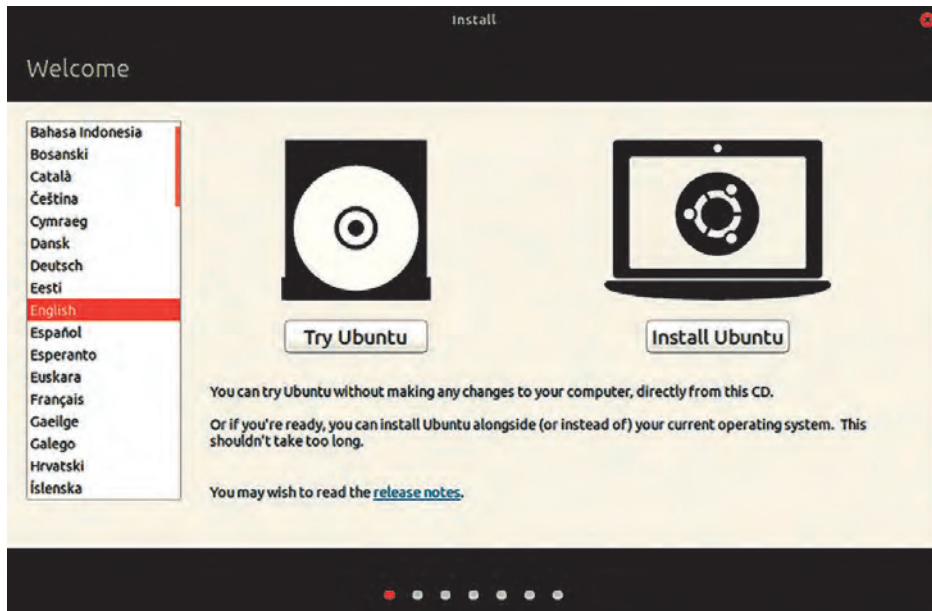 Install
Welcome
Bahasa Indonesia
Bosanski
Català
Čeština
Cymraeg
Dansk
Deutsch
Eesti
English
Español
Esperanto
Euskara
Français
Gaeilge
Galego
Hrvatski
Íslenska
Try Ubuntu
Install Ubuntu
You can try Ubuntu without making any changes to your computer, directly from this CD.
Or if you're ready, you can install Ubuntu alongside (or instead of) your current operating system. This
shouldn't take too long.
You may wish to read the release notes.